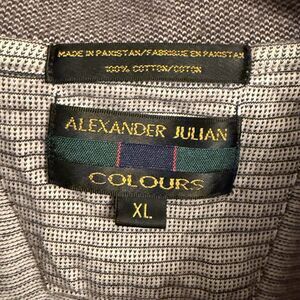 MADE IN PAKISTAN/FABRIQUE EN PAKISTAN
100% COTTON/COTON
ALEXANDER JULIAN
COLOURS
XL